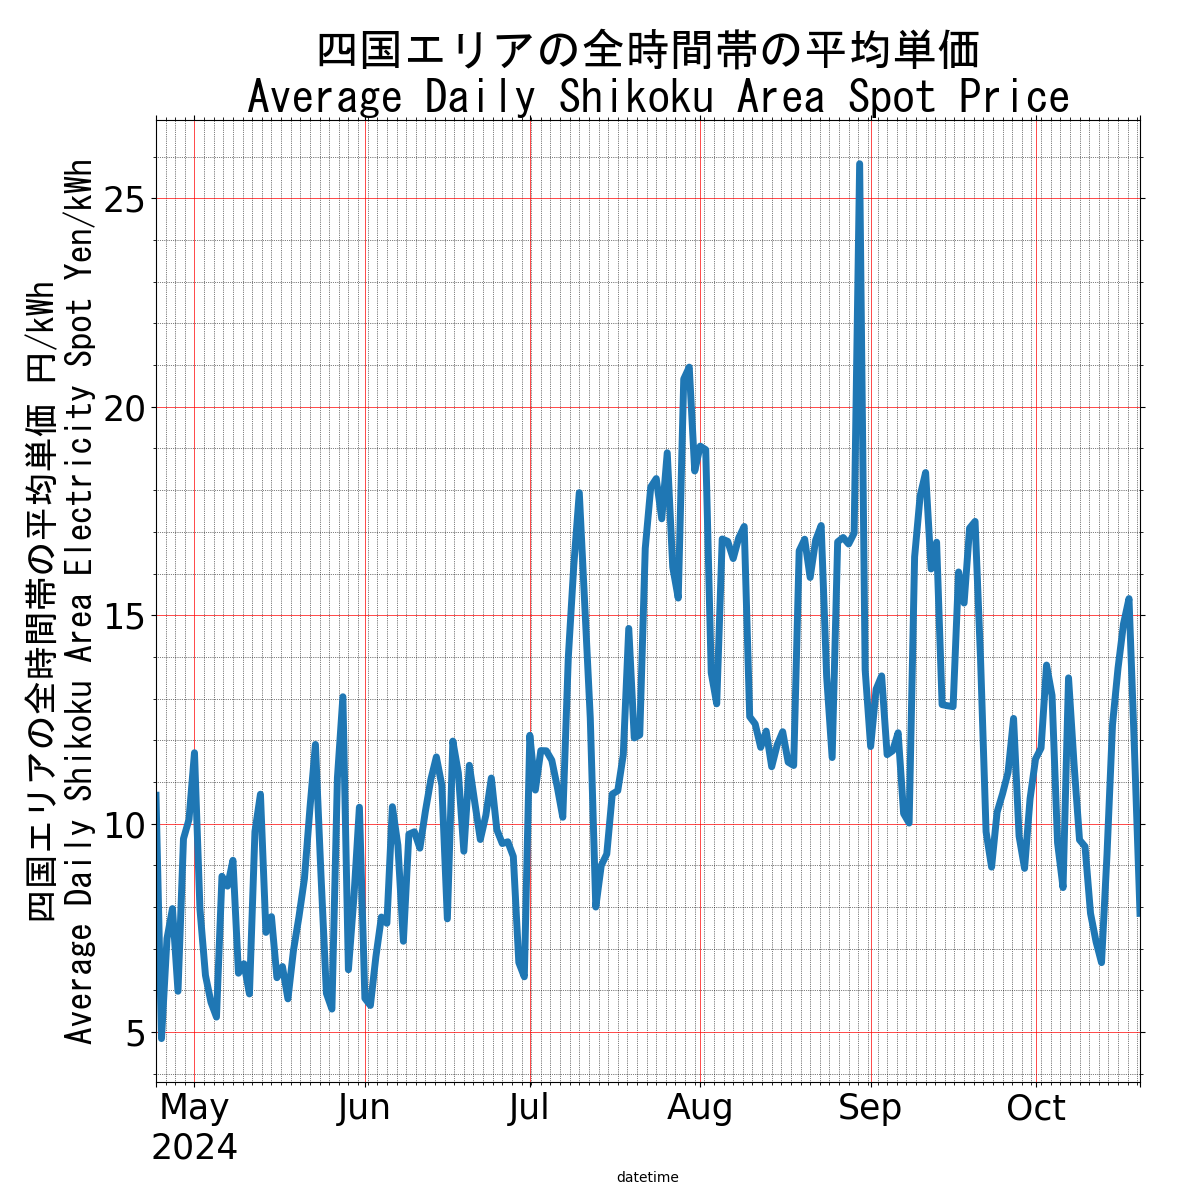 四国エリアの全時間帯の平均単価
Average Daily Shikoku Area Spot Price
四国エリアの全時間帯の平均単価 円/kWh
Average Daily Shikoku Area Electricity Spot Yen/kWh
25
20
15
10
5
May
2024
Jun
Jul
Aug
Sep
Oct
datetime